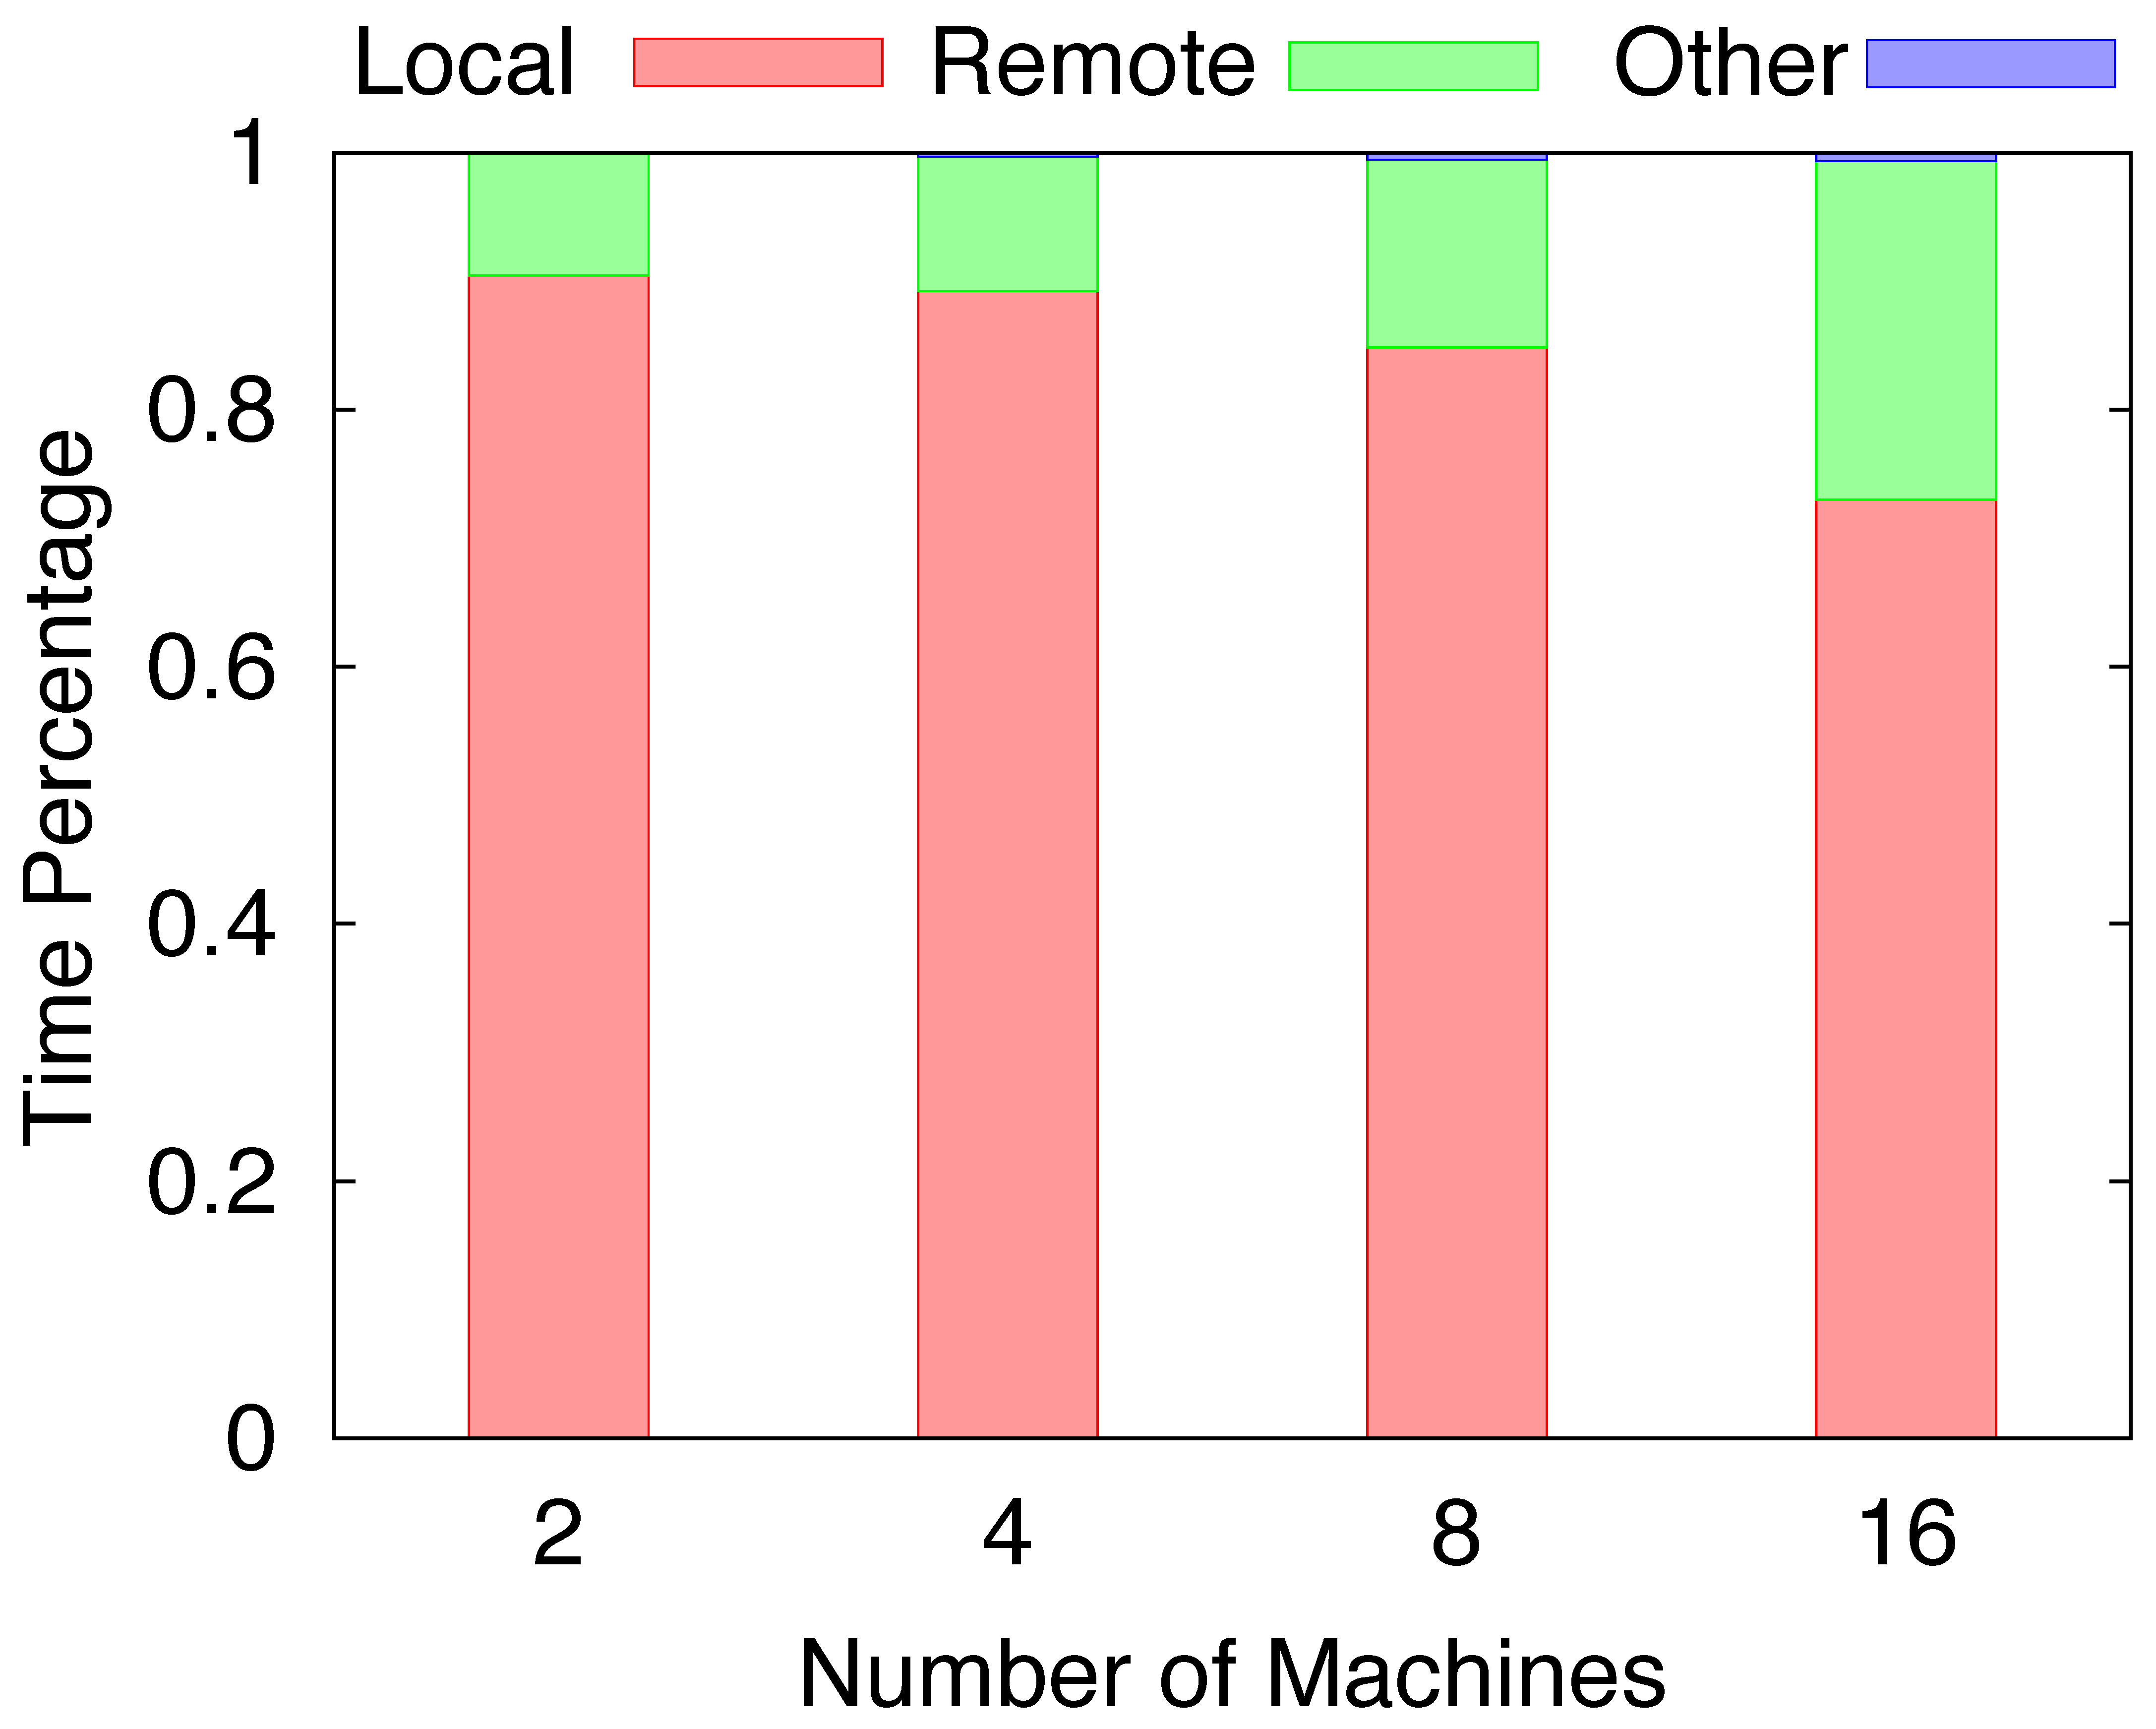 Local Remote Other
1
0.8
0.6
0.4
0.2
0
Time Percentage
2 4 8 16
Number of Machines